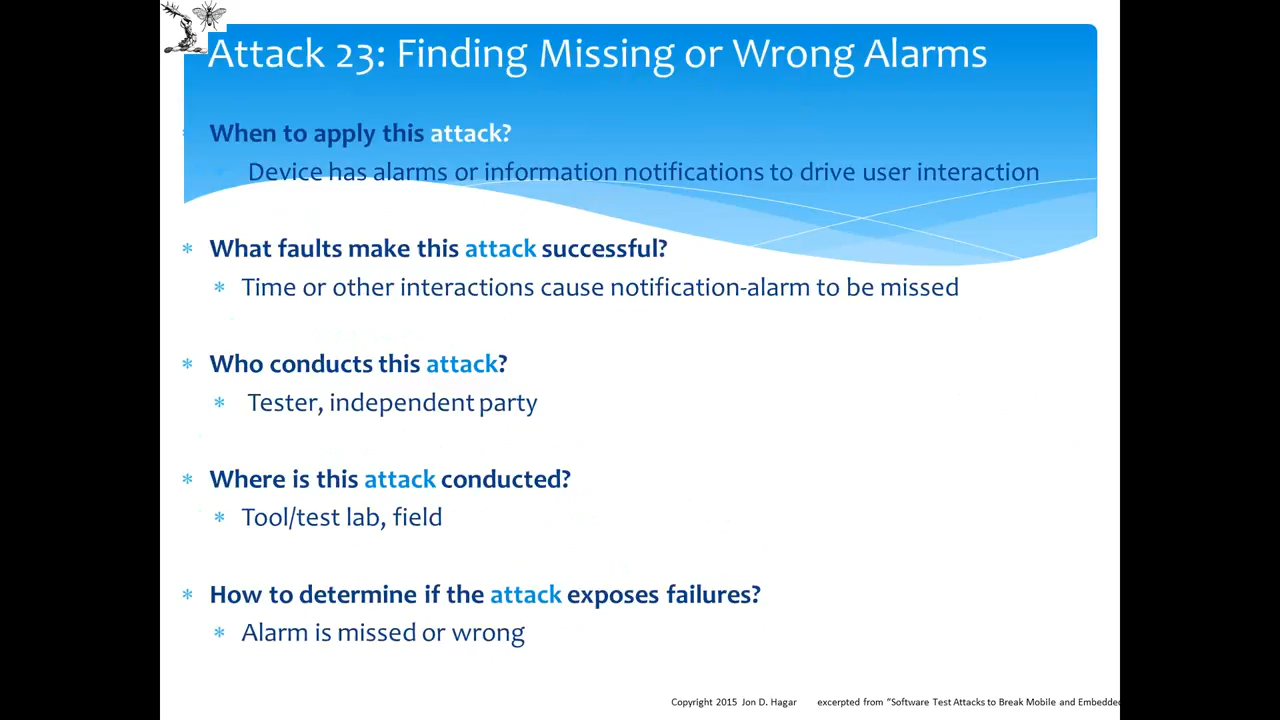 Attack 23: Finding Missing or Wrong Alarms
When to apply this attack?
Device has alarms or information notifications to drive user interaction
* What faults make this attack successful?
* Time or other interactions cause notification-alarm to be missed
* Who conducts this attack?
* Tester, independent party
* Where is this attack conducted?
* Tool/test lab, field
* How to determine if the attack exposes failures?
* Alarm is missed or wrong
Copyright 2015 Jon D. Hagar excerpted from “Software Test Attacks to Break Mobile and Embedded